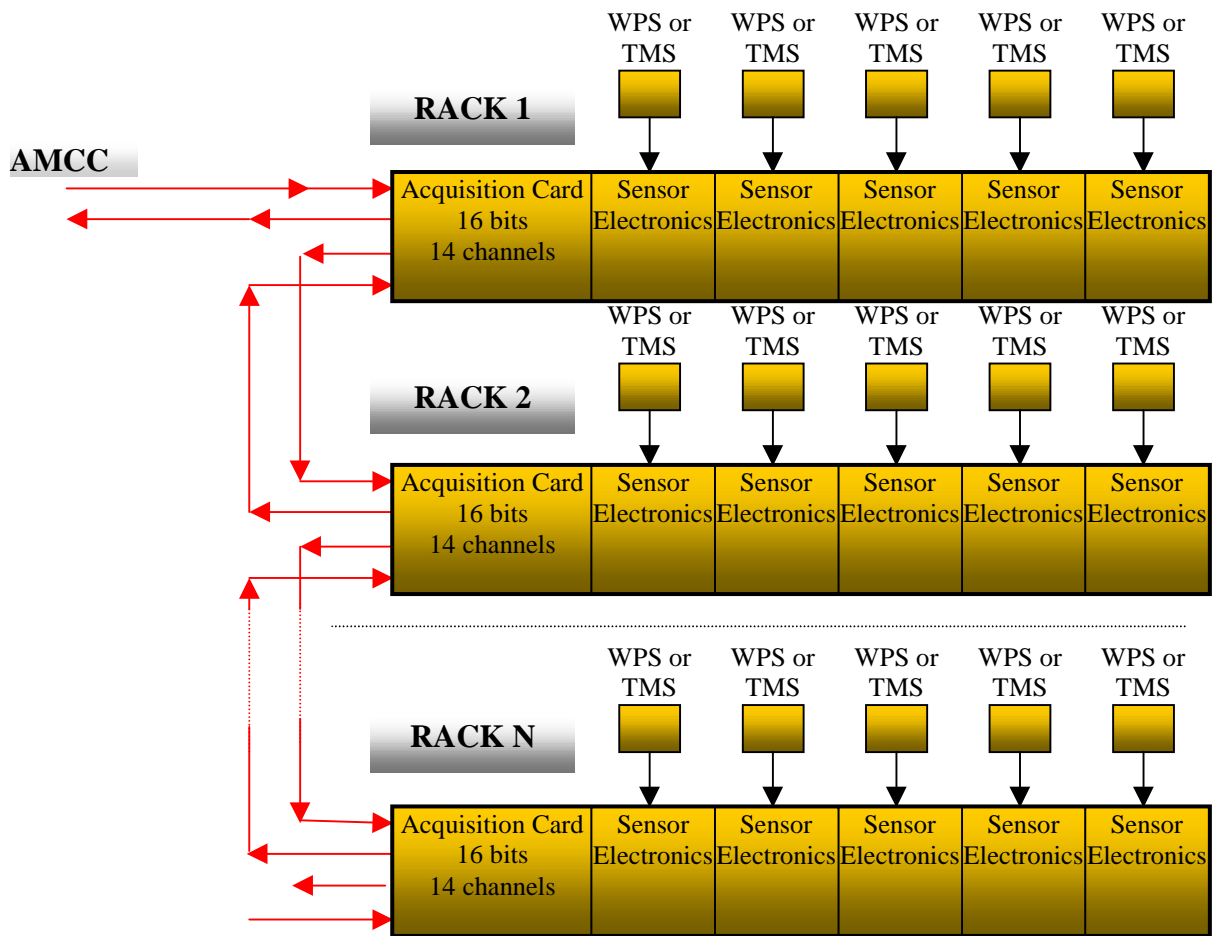 WPS or WPS or WPS or WPS or WPS or
TMS TMS TMS TMS TMS
RACK 1
AMCC
Acquisition Card Sensor Sensor Sensor Sensor Sensor
16 bits Electronics Electronics Electronics Electronics Electronics
14 channels
WPS or WPS or WPS or WPS or WPS or
TMS TMS TMS TMS TMS
RACK 2
Acquisition Card Sensor Sensor Sensor Sensor Sensor
16 bits Electronics Electronics Electronics Electronics Electronics
14 channels
WPS or WPS or WPS or WPS or WPS or
TMS TMS TMS TMS TMS
RACK N
Acquisition Card Sensor Sensor Sensor Sensor Sensor
16 bits Electronics Electronics Electronics Electronics Electronics
14 channels